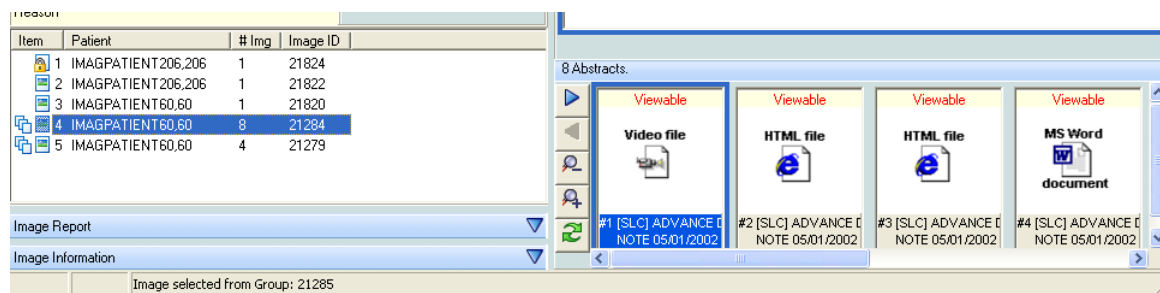 Reason
Item Patient # Img Image ID
1 IMAGPATIENT206,206 1 21824
2 IMAGPATIENT206,206 1 21822
3 IMAGPATIENT60,60 1 21820
4 IMAGPATIENT60,60 8 21284
5 IMAGPATIENT60,60 4 21279
Image Report
Image Information
8 Abstracts.
Viewable Viewable Viewable Viewable
Video file HTML file HTML file MS Word
W
document
#1 [SLC] ADVANCE D #2 [SLC] ADVANCE D #3 [SLC] ADVANCE D #4 [SLC] ADVANCE D
NOTE 05/01/2002 NOTE 05/01/2002 NOTE 05/01/2002 NOTE 05/01/2002
Image selected from Group: 21285